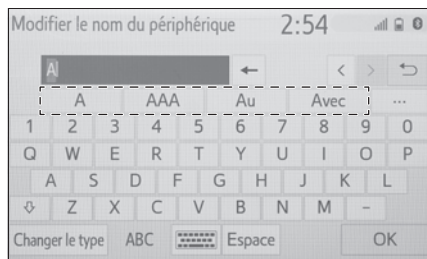 Modifier le nom du périphérique 2:54
A ← < >
A AAA Au Avec ...
1 2 3 4 5 6 7 8 9 0
Q W E R T Y U I O P
A S D F G H J K L
Z X C V B N M -
Changer le type ABC Espace OK